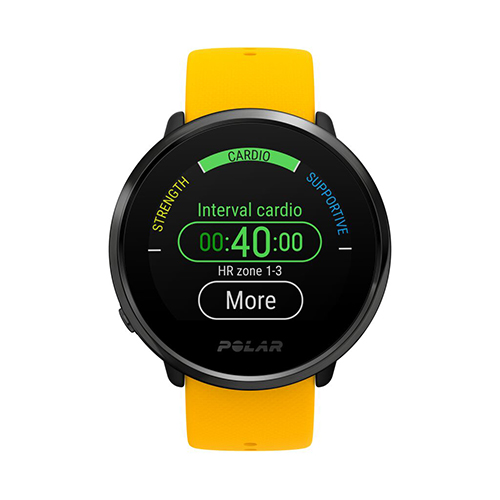 CARDIO
STRENGTH
SUPPORTIVE
Interval cardio
00:40:00
HR zone 1-3
More
POLAR